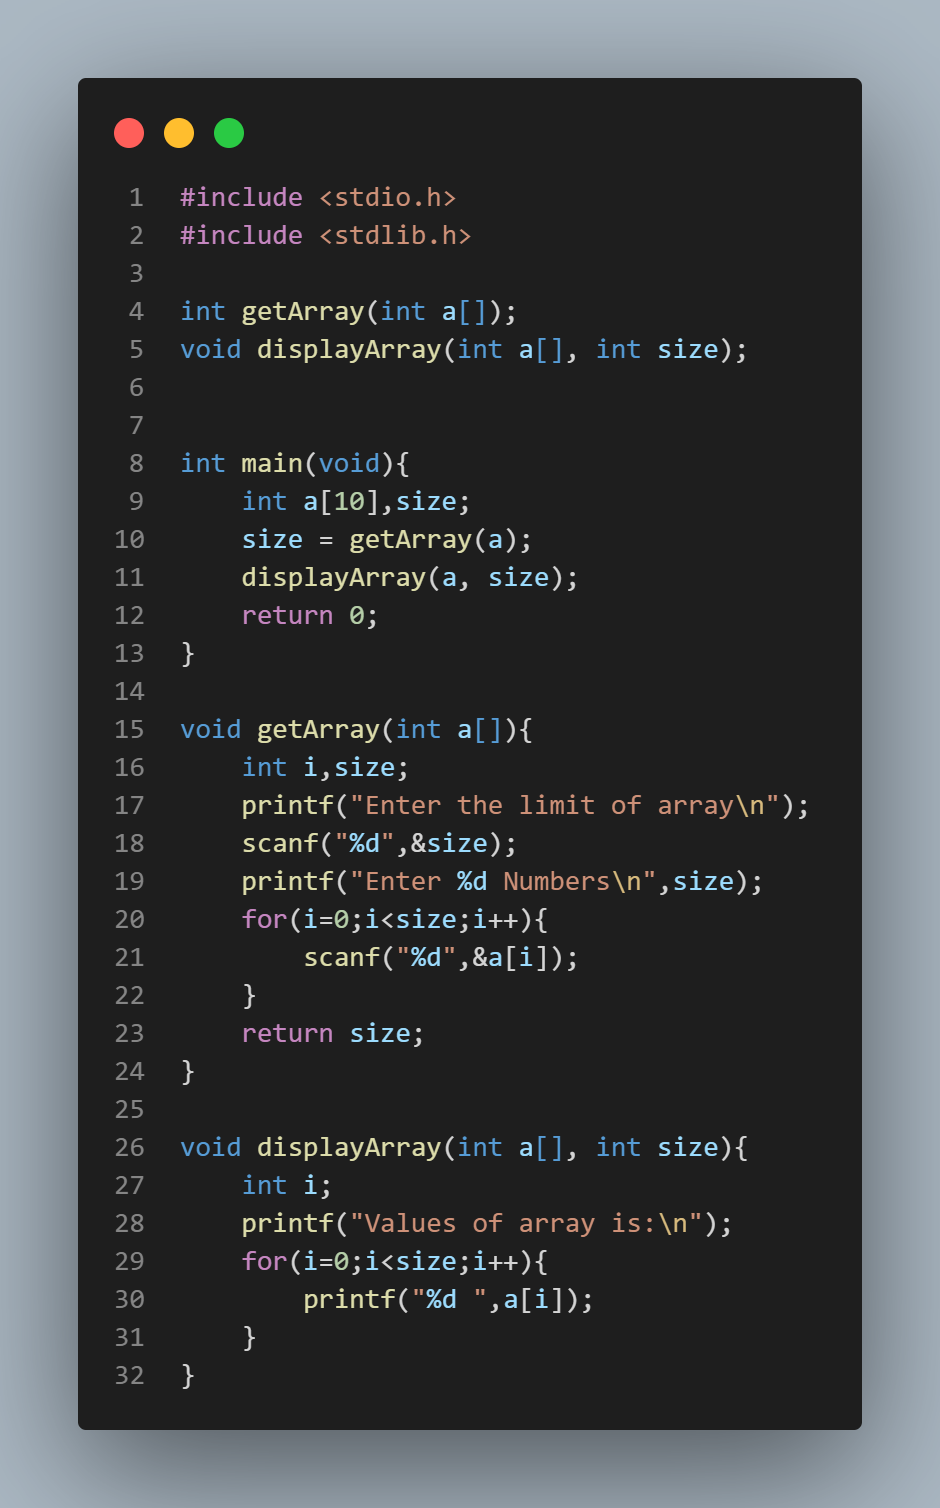 1 #include <stdio.h>
2 #include <stdlib.h>
3
4 int getArray(int a[]);
5 void displayArray(int a[], int size);
6
7
8 int main(void){
9     int a[10],size;
10     size = getArray(a);
11     displayArray(a, size);
12     return 0;
13 }
14
15 void getArray(int a[]){
16     int i,size;
17     printf("Enter the limit of array\n");
18     scanf("%d",&size);
19     printf("Enter %d Numbers\n",size);
20     for(i=0;i<size;i++){
21         scanf("%d",&a[i]);
22     }
23     return size;
24 }
25
26 void displayArray(int a[], int size){
27     int i;
28     printf("Values of array is:\n");
29     for(i=0;i<size;i++){
30         printf("%d ",a[i]);
31     }
32 }